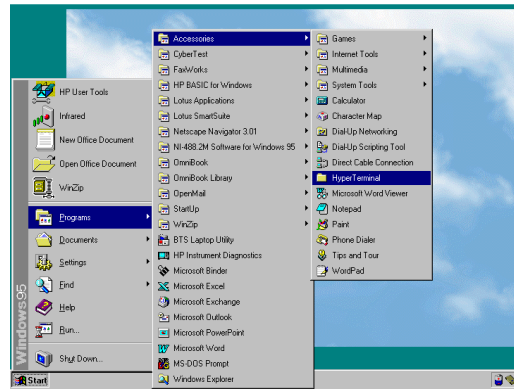 HP User Tools
Infrared
New Office Document
Open Office Document
WinZip
Programs
Documents
Settings
Find
Help
Run...
Shut Down...
Windows 95
Start
Accessories
CyberTest
FaxWorks
HP BASIC for Windows
Lotus Applications
Lotus SmartSuite
Netscape Navigator 3.01
NI-488.2M Software for Windows 95
OmniBook
OmniBook Library
OpenMail
StartUp
WinZip
BTS Laptop Utility
HP Instrument Diagnostics
Microsoft Binder
Microsoft Excel
Microsoft Exchange
Microsoft Outlook
Microsoft PowerPoint
Microsoft Word
MS-DOS Prompt
Windows Explorer
Games
Internet Tools
Multimedia
System Tools
Calculator
Character Map
Dial-Up Networking
Dial-Up Scripting Tool
Direct Cable Connection
HyperTerminal
Microsoft Word Viewer
Notepad
Paint
Phone Dialer
Tips and Tour
WordPad